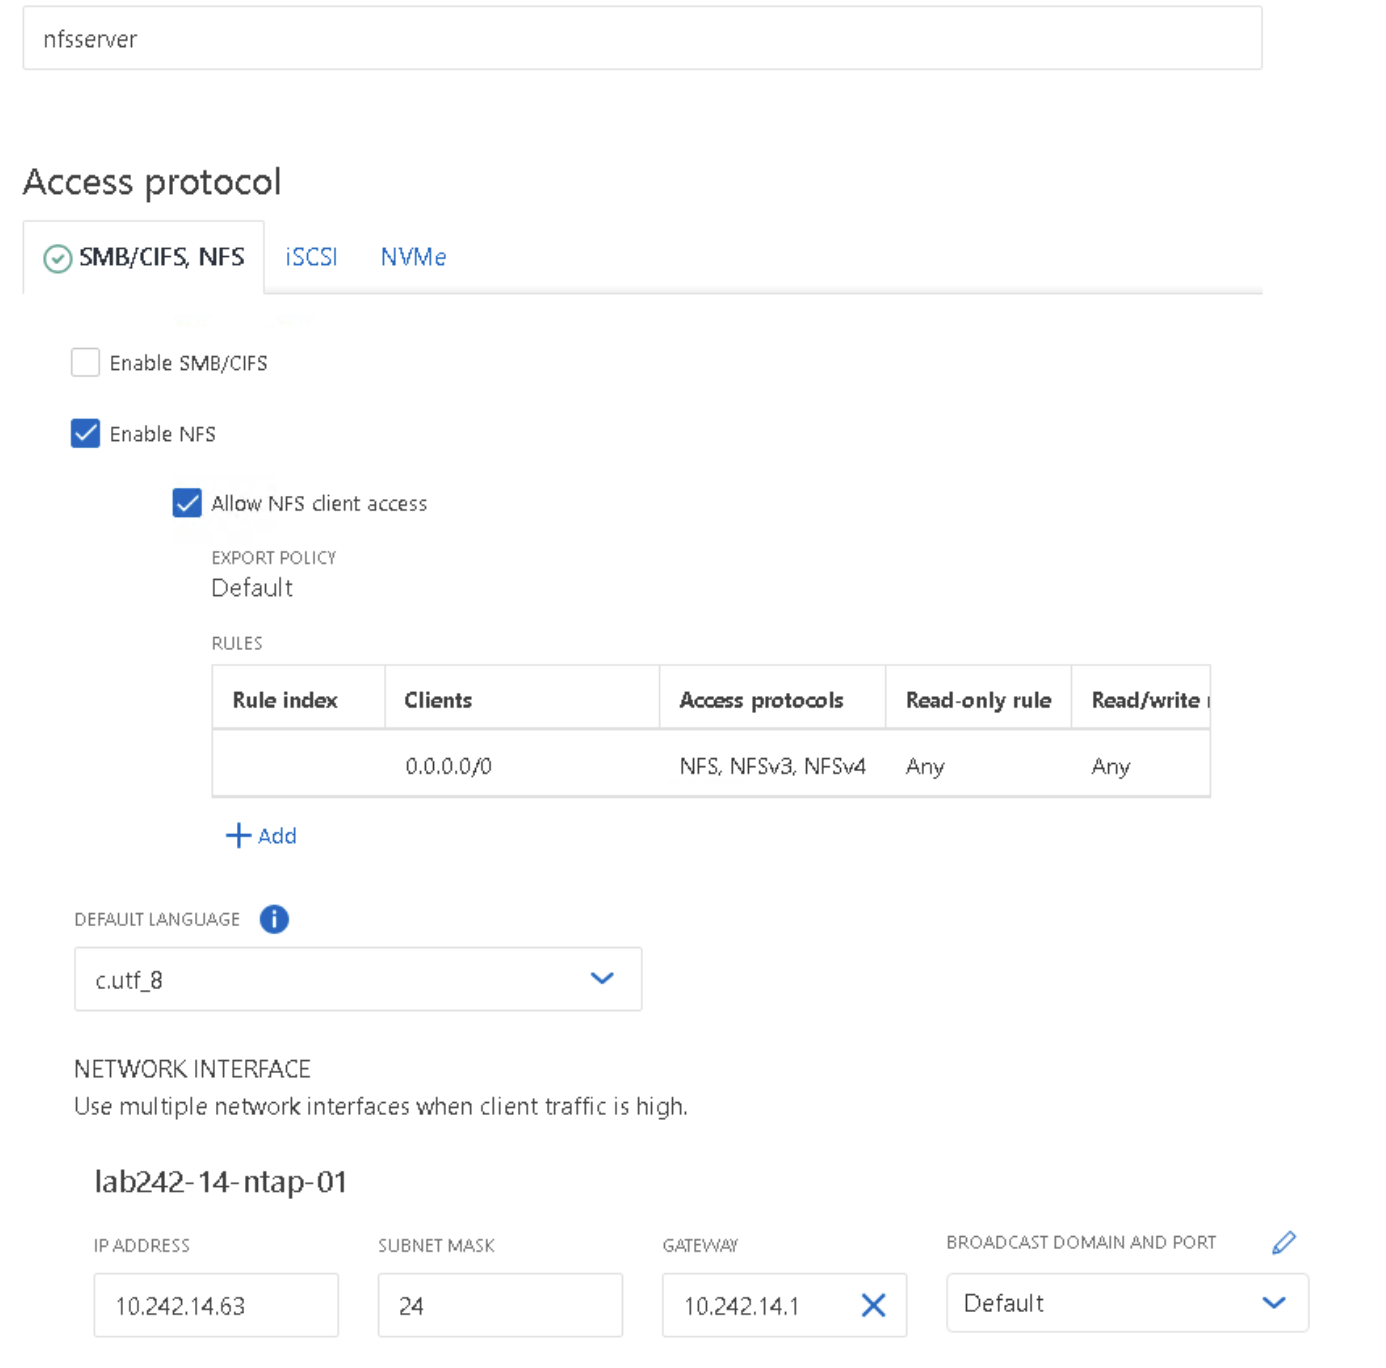 nfsserver
Access protocol
SMB/CIFS, NFS iSCSI NVMe
Enable SMB/CIFS
Enable NFS
Allow NFS client access
EXPORT POLICY
Default
RULES
Rule index Clients Access protocols Read-only rule Read/write
0.0.0.0/0 NFS, NFSv3, NFSv4 Any Any
Add
DEFAULT LANGUAGE
c.utf_8
NETWORK INTERFACE
Use multiple network interfaces when client traffic is high.
lab242-14-ntap-01
IP ADDRESS SUBNET MASK GATEWAY BROADCAST DOMAIN AND PORT
10.242.14.63 24 10.242.14.1 Default